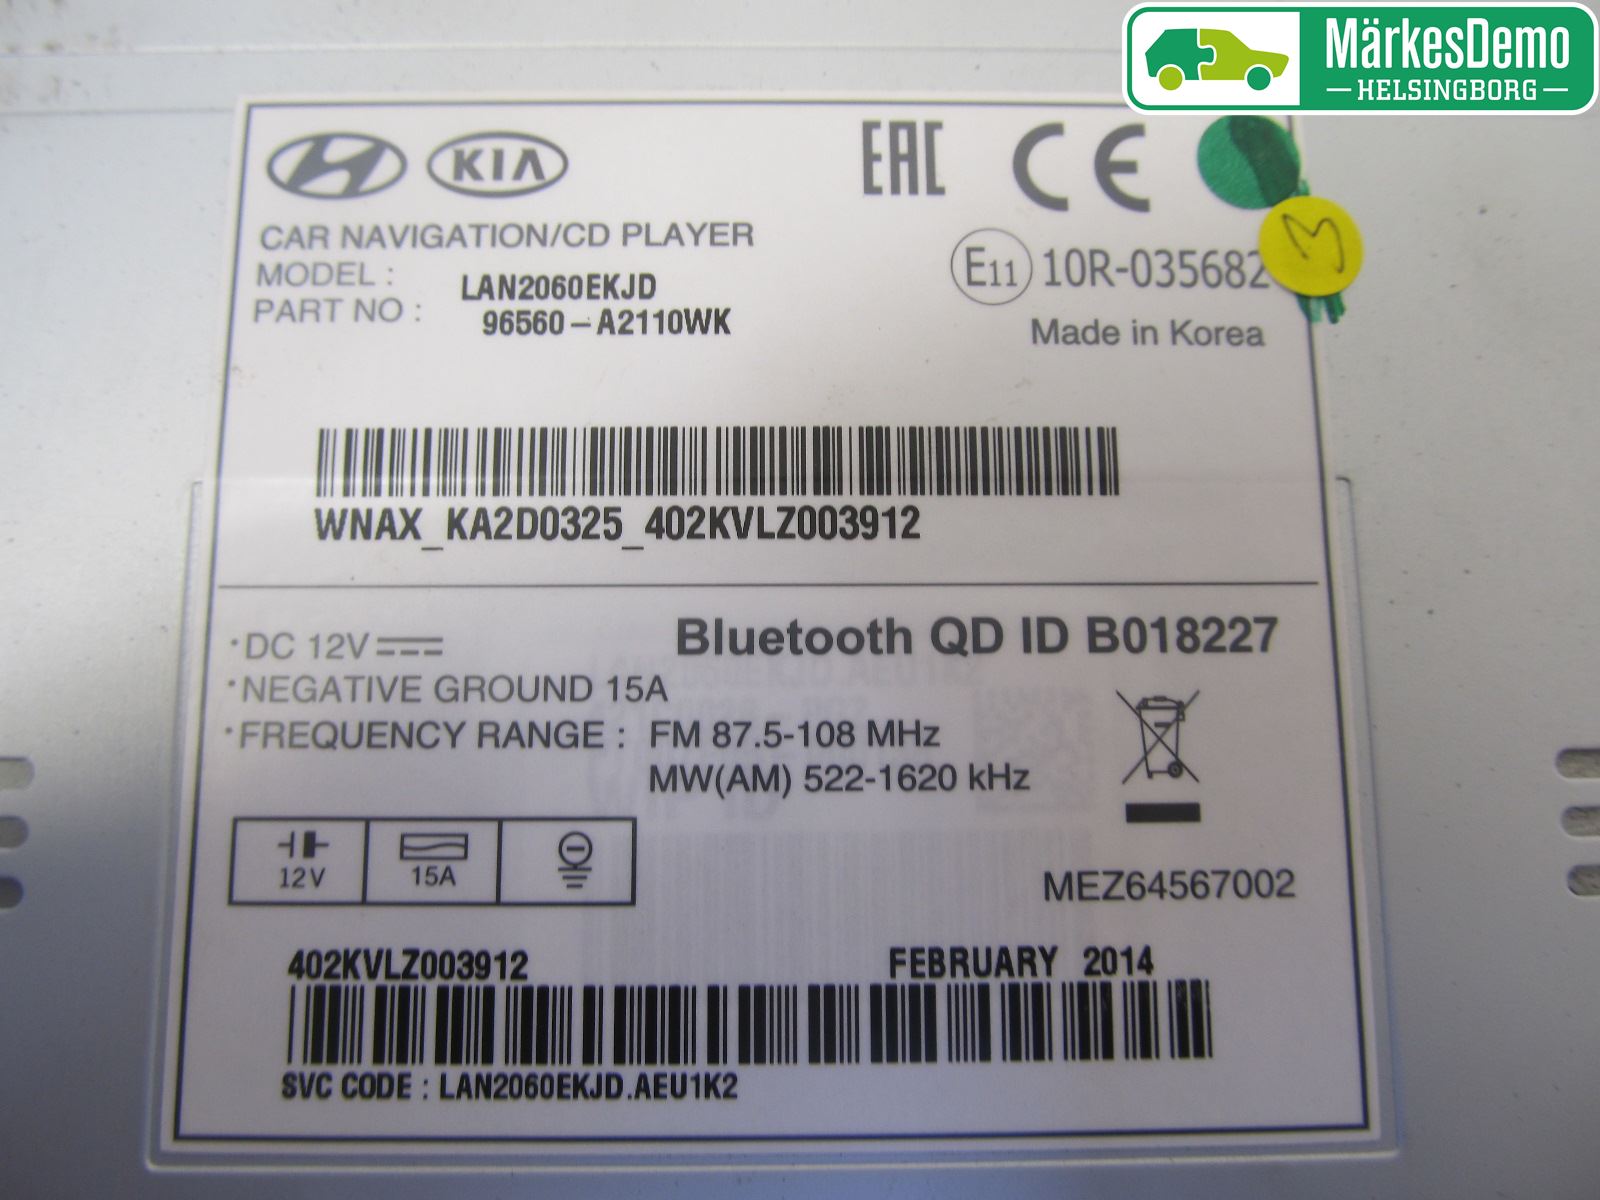 MärkesDemo
HELSINGBORG
KIA
EAC CE
CAR NAVIGATION/CD PLAYER
MODEL : LAN2060EKJD
PART NO : 96560-A2110WK
E11 10R-035682
Made in Korea
WNAX_KA2D0325_402KVLZ003912
Bluetooth QD ID B018227
·DC 12V
·NEGATIVE GROUND 15A
·FREQUENCY RANGE : FM 87.5-108 MHz
MW(AM) 522-1620 kHz
12V 15A
MEZ64567002
402KVLZ003912 FEBRUARY 2014
SVC CODE : LAN2060EKJD.AEU1K2